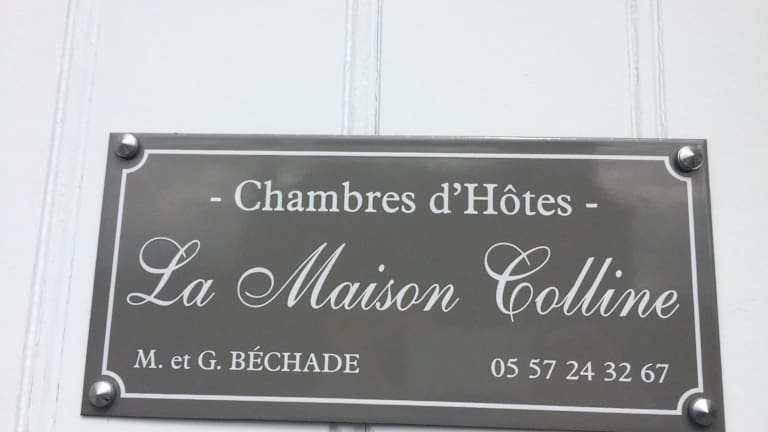 - Chambres d'Hôtes -
La Maison Colline
M. et G. BÉCHADE 05 57 24 32 67